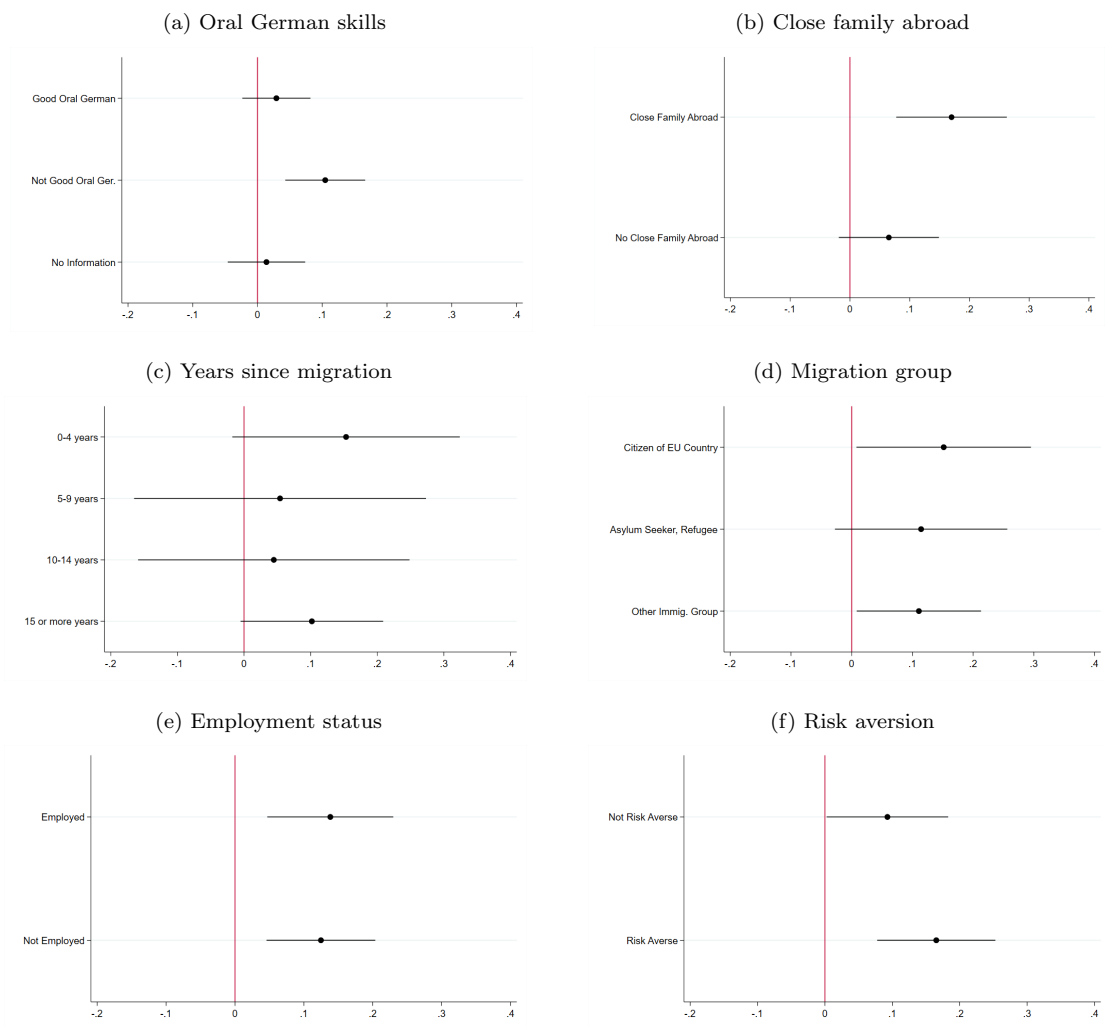 (a) Oral German skills
Good Oral German
Not Good Oral Ger.
No Information
-.2 -.1 0 .1 .2 .3 .4
(b) Close family abroad
Close Family Abroad
No Close Family Abroad
-.2 -.1 0 .1 .2 .3 .4
(c) Years since migration
0-4 years
5-9 years
10-14 years
15 or more years
-.2 -.1 0 .1 .2 .3 .4
(d) Migration group
Citizen of EU Country
Asylum Seeker, Refugee
Other Immig. Group
-.2 -.1 0 .1 .2 .3 .4
(e) Employment status
Employed
Not Employed
-.2 -.1 0 .1 .2 .3 .4
(f) Risk aversion
Not Risk Averse
Risk Averse
-.2 -.1 0 .1 .2 .3 .4